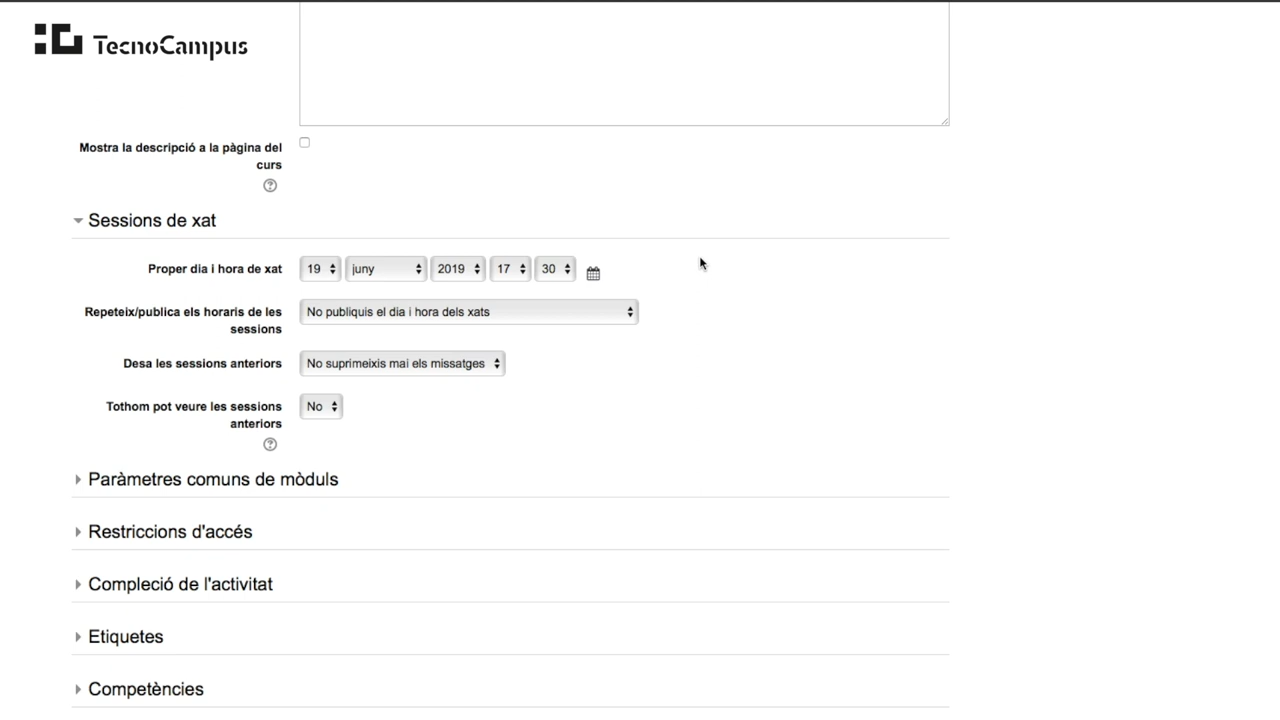 TecnoCampus
Mostra la descripció a la pàgina del
curs
Sessions de xat
Proper dia i hora de xat 19 juny 2019 17 30
Repeteix/publica els horaris de les No publiquis el dia i hora dels xats
sessions
Desa les sessions anteriors No suprimeixis mai els missatges
Tothom pot veure les sessions No
anteriors
Paràmetres comuns de mòduls
Restriccions d'accés
Compleció de l'activitat
Etiquetes
Competències